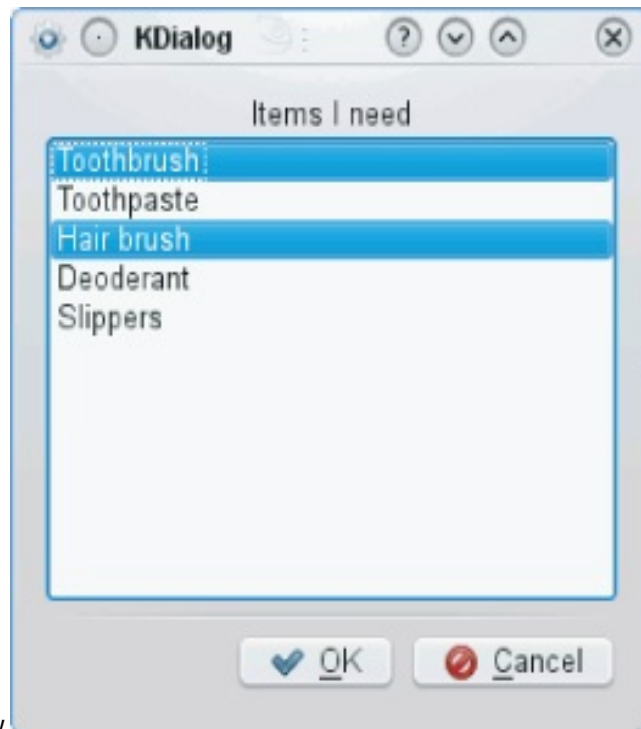 KDialog
Items I need
Toothbrush
Toothpaste
Hair brush
Deoderant
Slippers
OK
Cancel